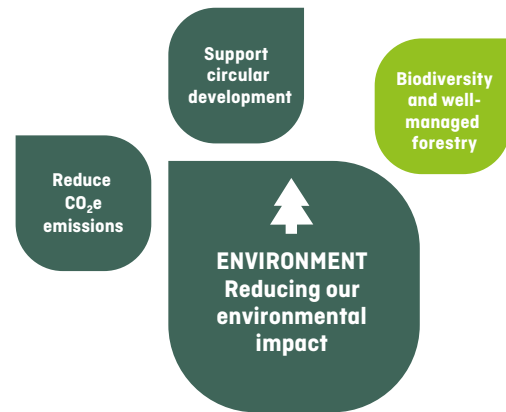 Support
circular
development
Biodiversity
and well-
managed
forestry
Reduce
CO₂e
emissions
ENVIRONMENT
Reducing our
environmental
impact